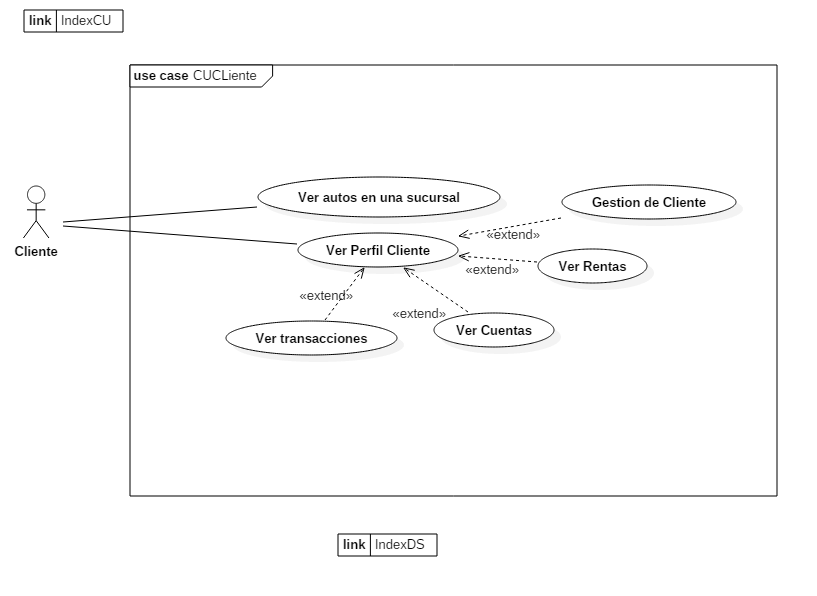 link IndexCU
use case CUCLiente
Ver autos en una sucursal
Gestion de Cliente
«extend»
Cliente
Ver Perfil Cliente
Ver Rentas
«extend»
«extend»
«extend»
Ver transacciones
Ver Cuentas
link IndexDS